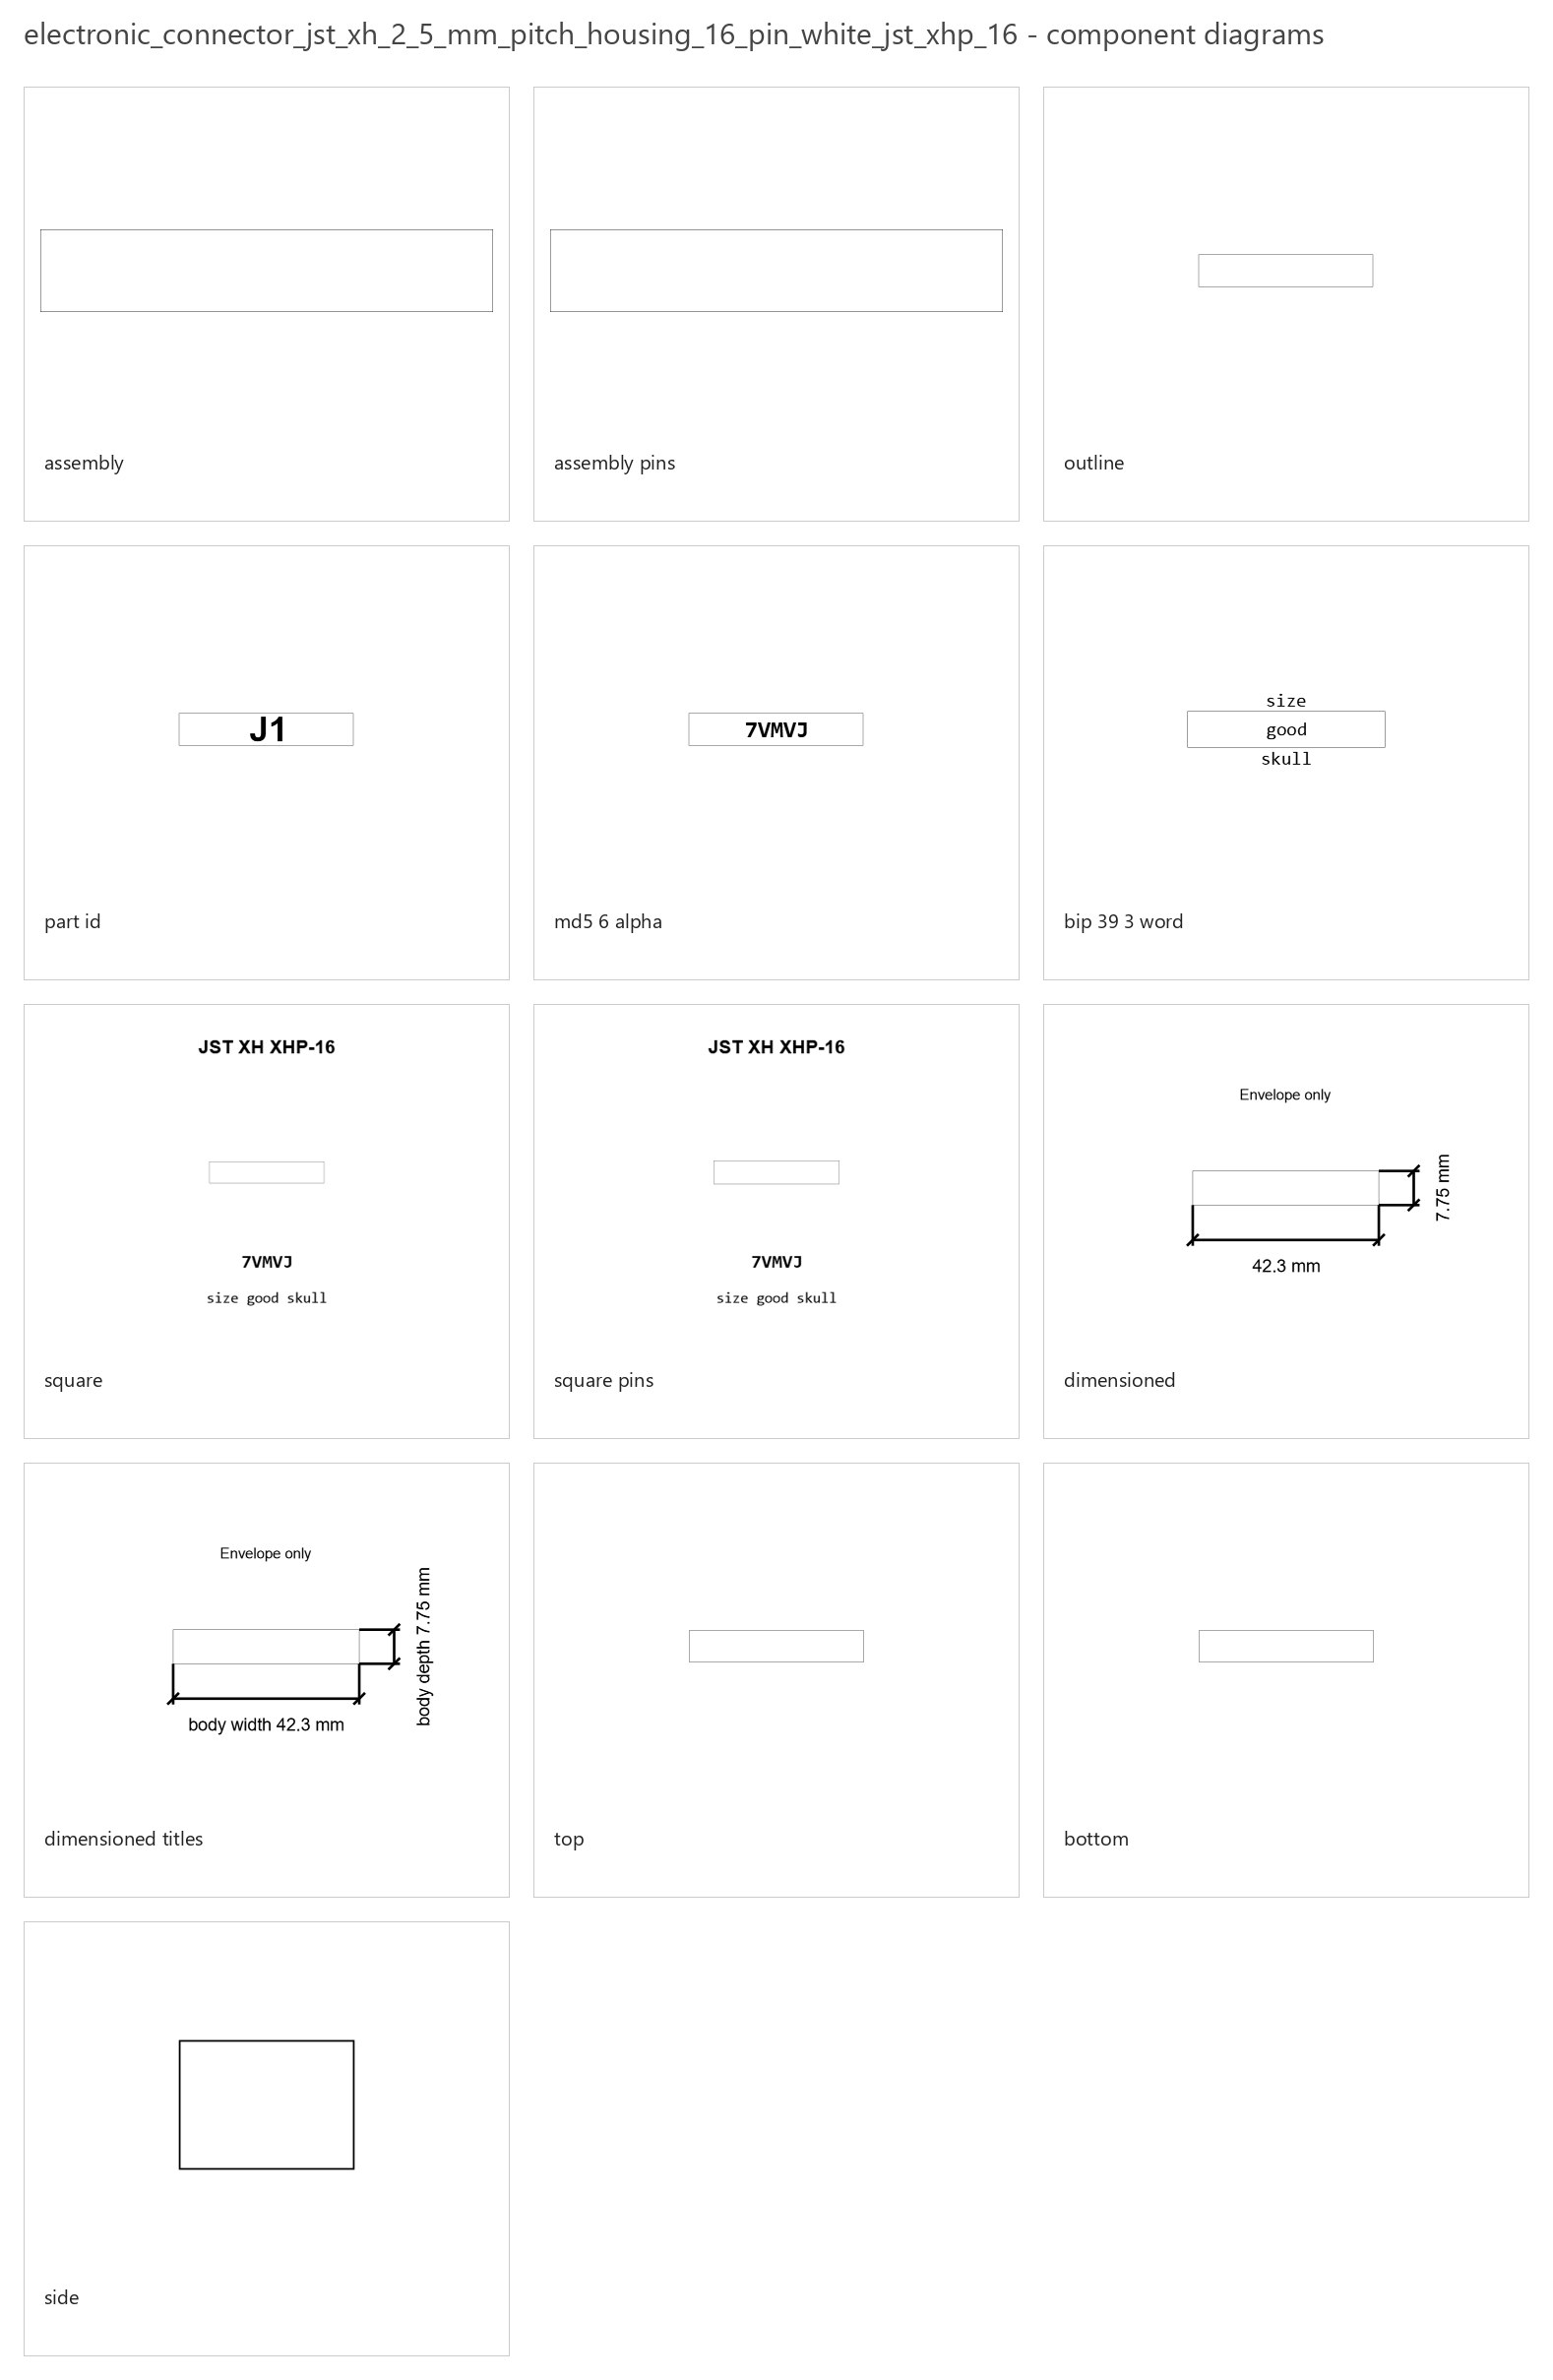 electronic_connector_jst_xh_2_5_mm_pitch_housing_16_pin_white_jst_xhp_16 - component diagrams
assembly
assembly pins
outline
J1
part id
7VMVJ
md5 6 alpha
size
good
skull
bip 39 3 word
JST XH XHP-16
7VMVJ
size good skull
square
JST XH XHP-16
7VMVJ
size good skull
square pins
Envelope only
7.75 mm
42.3 mm
dimensioned
Envelope only
body depth 7.75 mm
body width 42.3 mm
dimensioned titles
top
bottom
side